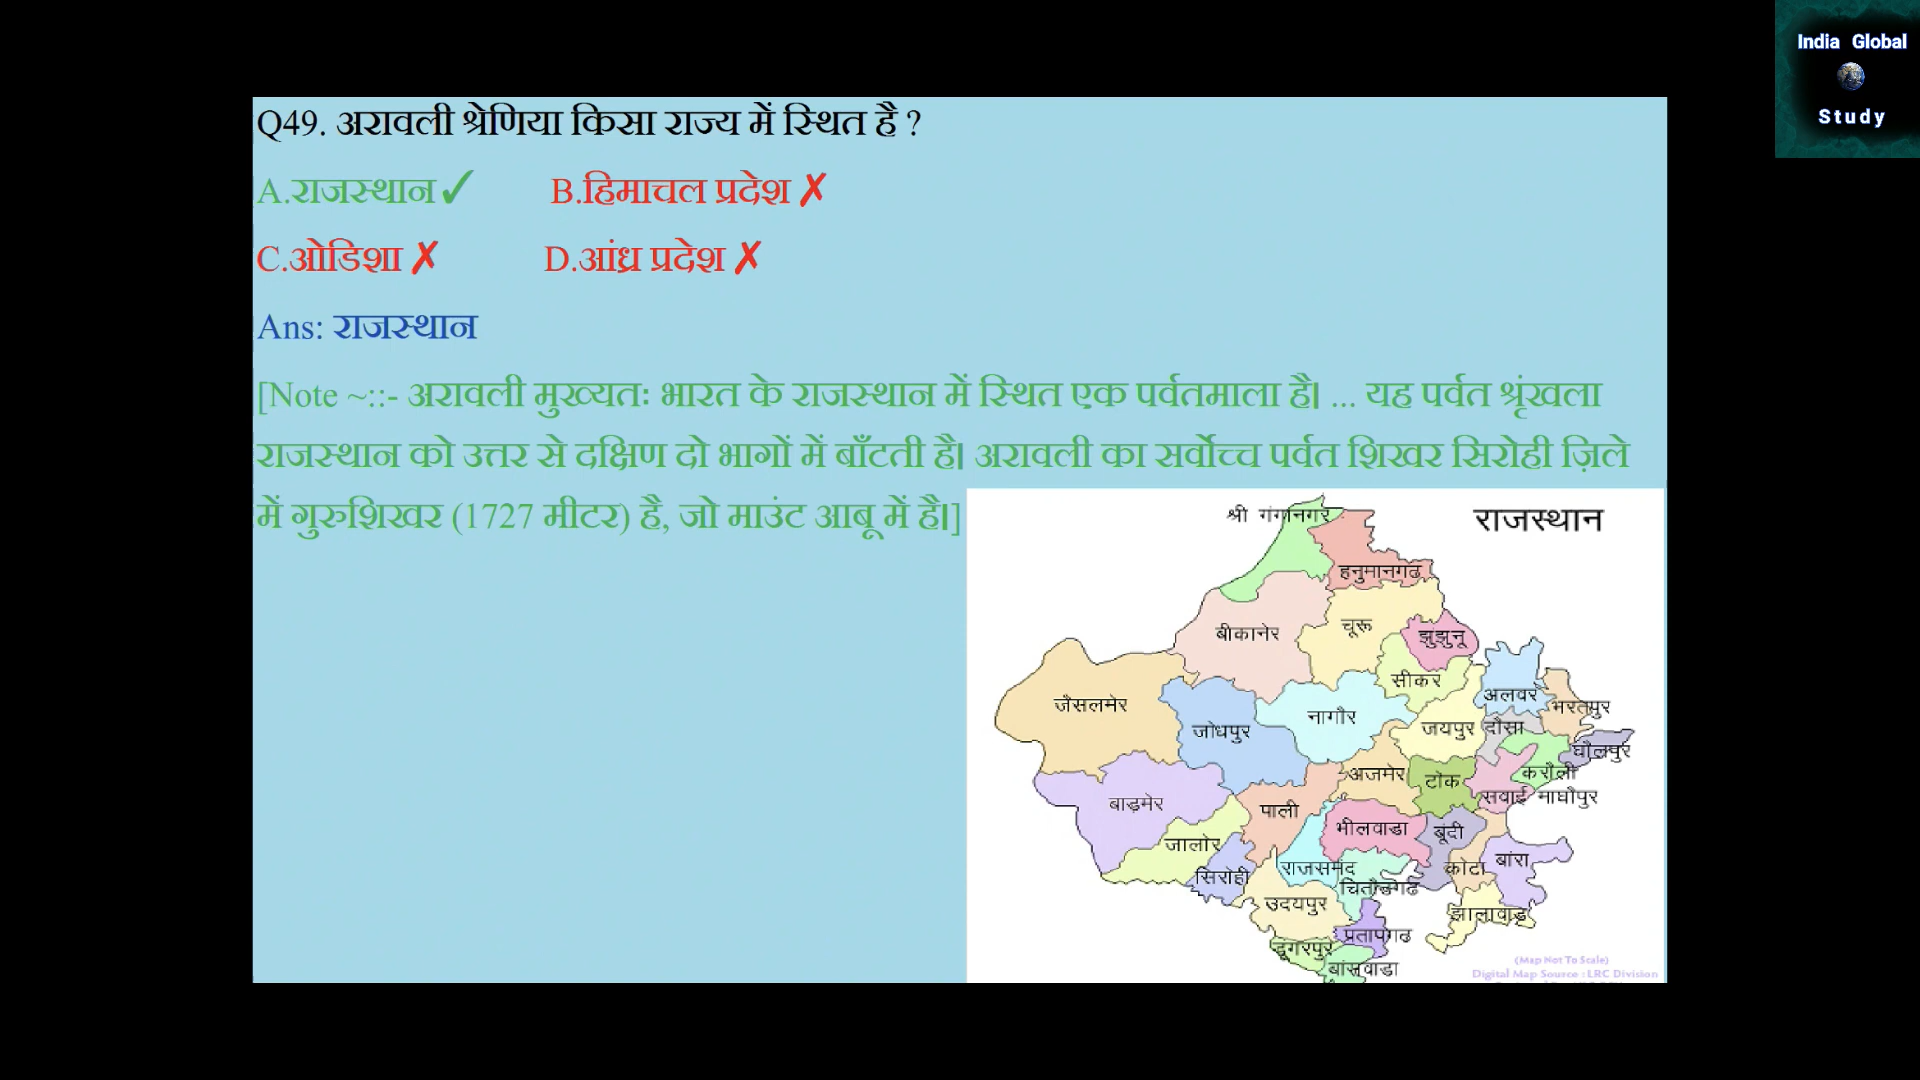 India Global
Study
Q49. अरावली श्रेणिया किसा राज्य में स्थित है ?
A.राजस्थान✓ B.हिमाचल प्रदेश ✗
C.ओडिशा ✗ D.आंध्र प्रदेश ✗
Ans: राजस्थान
[Note ~::- अरावली मुख्यतः भारत के राजस्थान में स्थित एक पर्वतमाला है। ... यह पर्वत श्रृंखला
राजस्थान को उत्तर से दक्षिण दो भागों में बाँटती है। अरावली का सर्वोच्च पर्वत शिखर सिरोही ज़िले
में गुरुशिखर (1727 मीटर) है, जो माउंट आबू में है।]
राजस्थान
श्री गंगानगर
हनुमानगढ
बीकानेर
चूरू
झुंझुनू
सीकर
अलवर
जैसलमेर
भरतपुर
नागौर
जोधपुर
जयपुर
दौसा
धौलपुर
अजमेर
टोंक
करौली
सवाई माधोपुर
बाड़मेर
पाली
भीलवाडा
बूंदी
जालोर
राजसमंद
कोटा
बांरा
सिरोही
चितौडगढ
उदयपुर
झालावाड़
प्रतापगढ
डूंगरपुर
बांसवाडा
(Map Not To Scale)
Digital Map Source : LRC Division